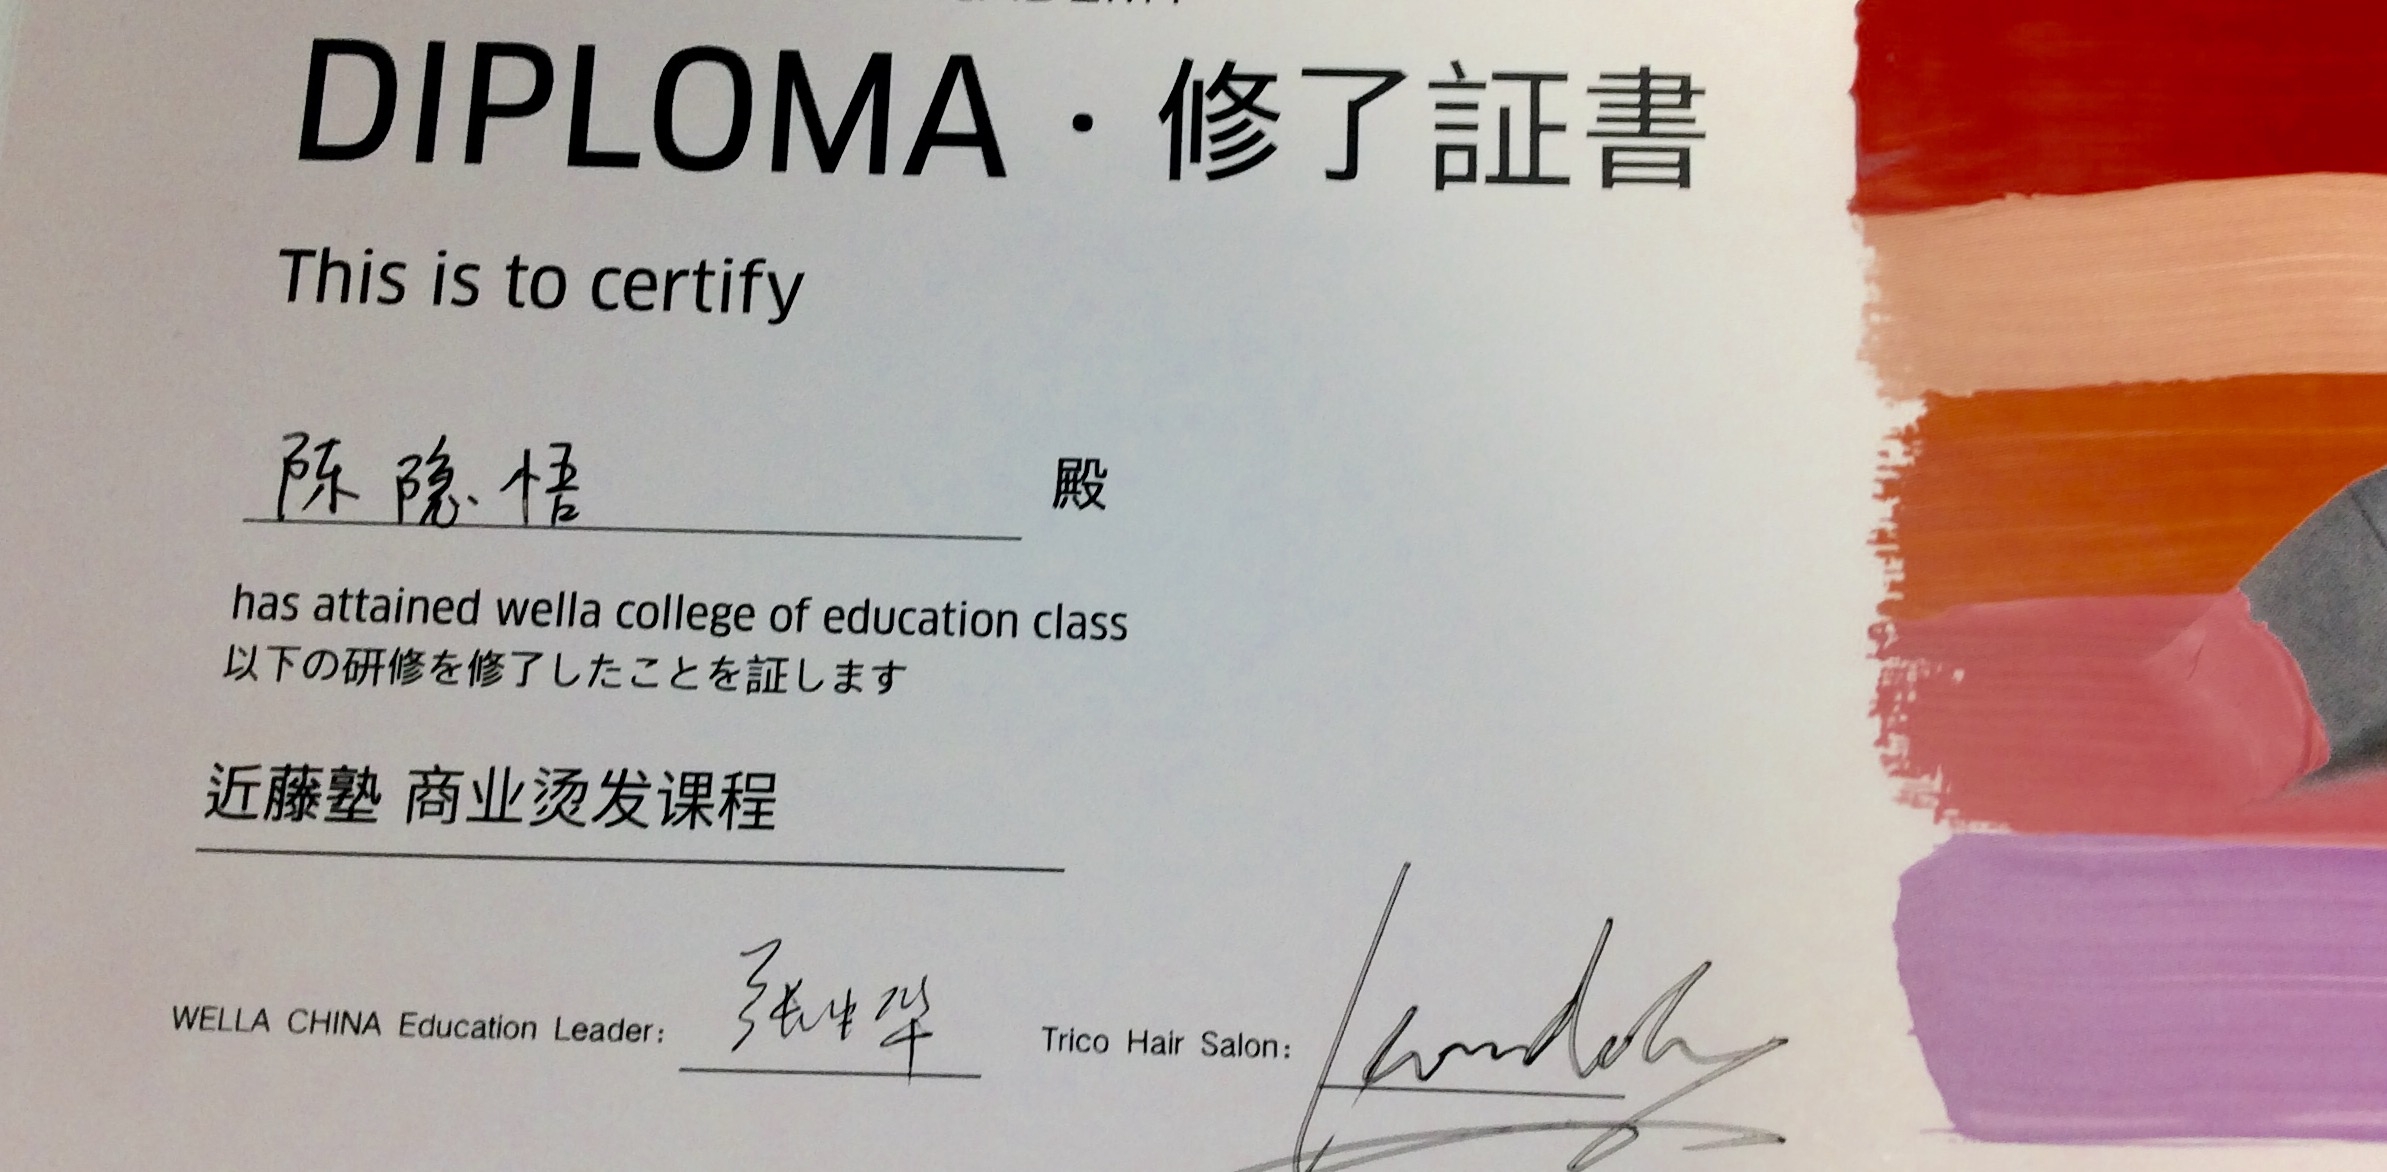 DIPLOMA・修了証書
This is to certify
陈隐悟 殿
has attained wella college of education class
以下の研修を修了したことを証します
近藤塾 商业烫发课程
WELLA CHINA Education Leader: Trico Hair Salon: